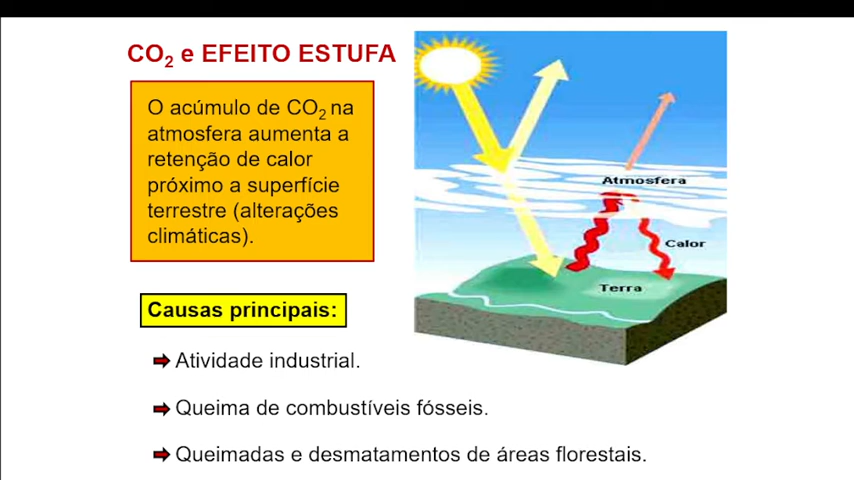 CO₂ e EFEITO ESTUFA
O acúmulo de CO₂ na
atmosfera aumenta a
retenção de calor
próximo a superfície
terrestre (alterações
climáticas).
Atmosfera
Calor
Terra
Causas principais:
Atividade industrial.
Queima de combustíveis fósseis.
Queimadas e desmatamentos de áreas florestais.